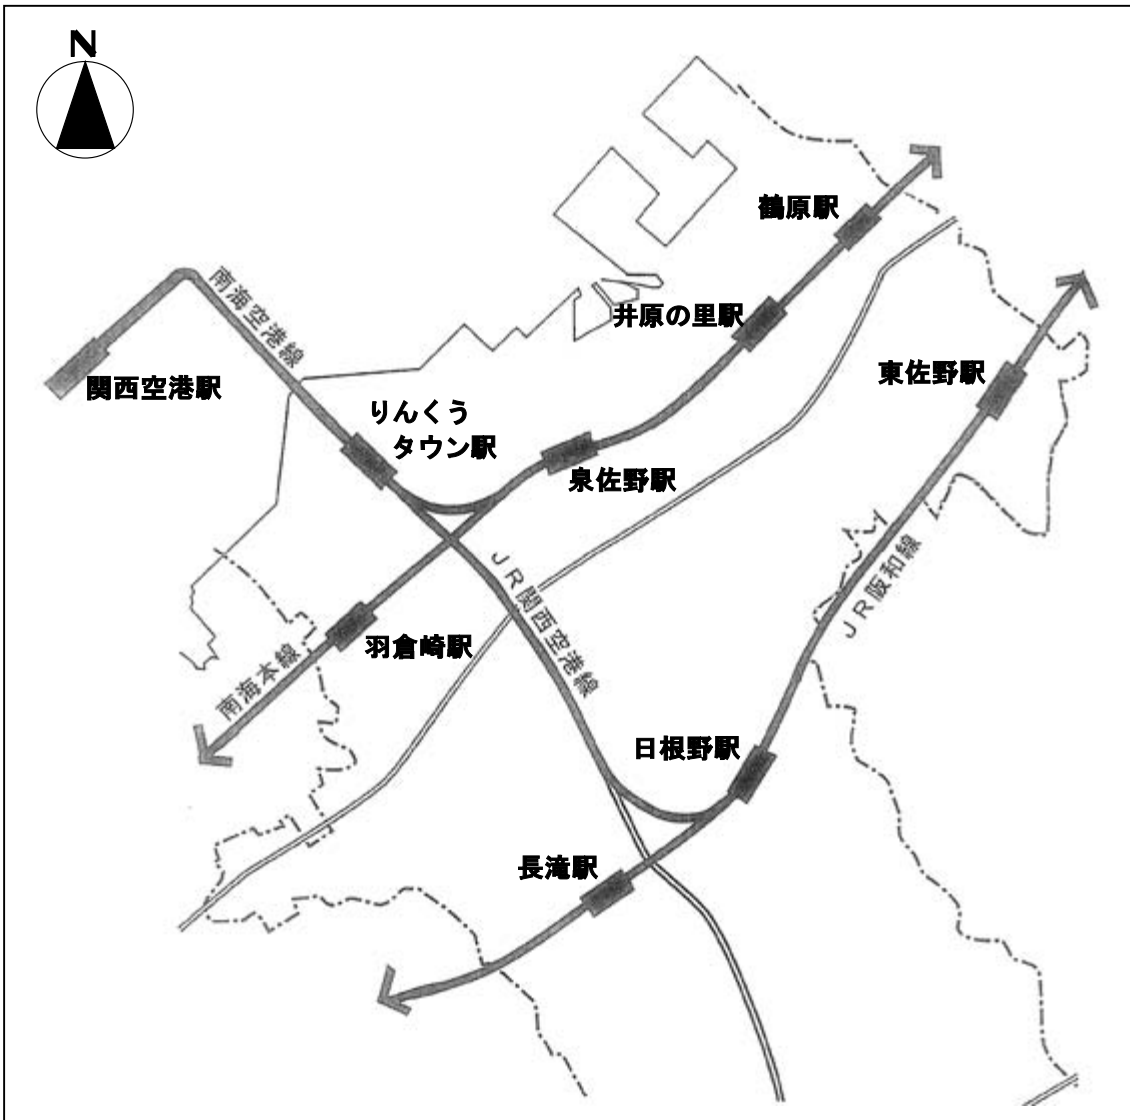 N
鶴原駅
南海空港線
井原の里駅
関西空港駅
東佐野駅
りんくう
タウン駅
泉佐野駅
JR関西空港線
JR阪和線
羽倉崎駅
南海本線
日根野駅
長滝駅